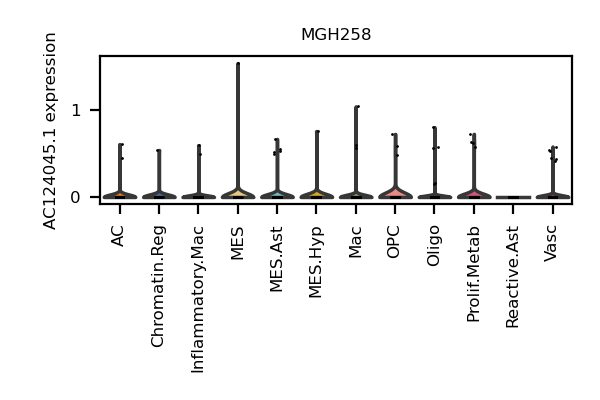 MGH258
AC124045.1 expression
1
0
AC
Chromatin.Reg
Inflammatory.Mac
MES
MES.Ast
MES.Hyp
Mac
OPC
Oligo
Prolif.Metab
Reactive.Ast
Vasc